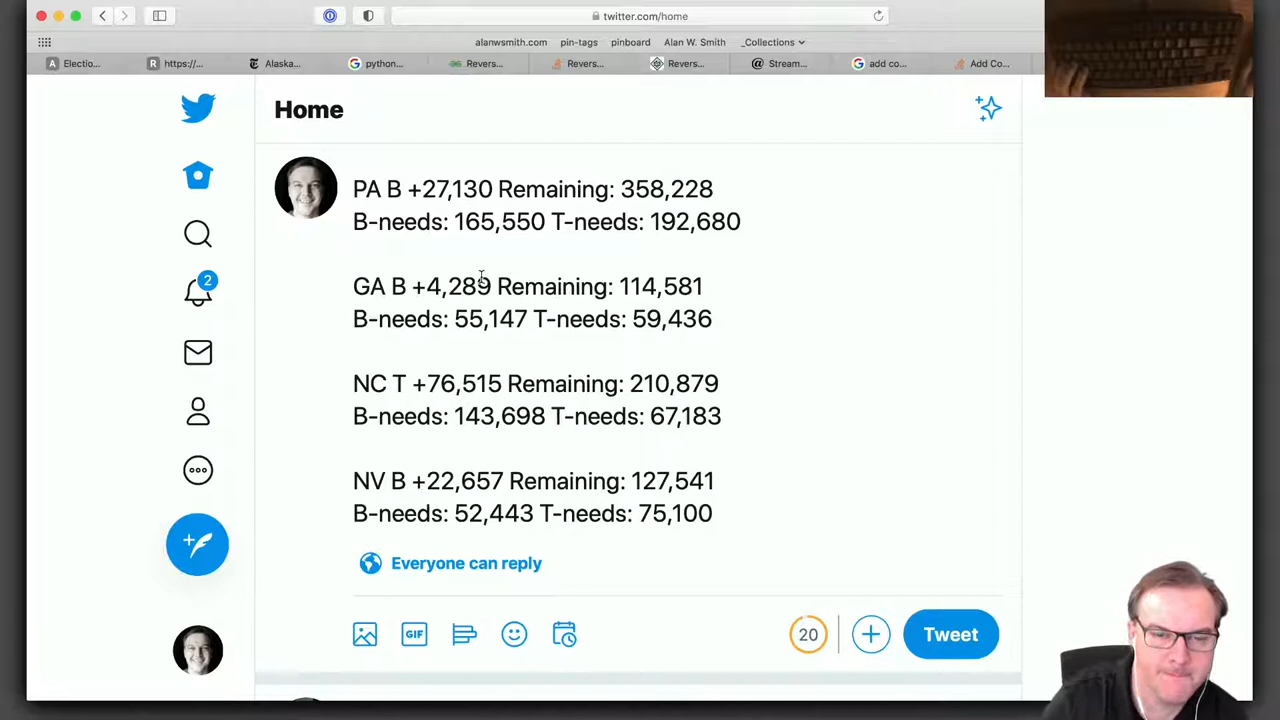 twitter.com/home
alanwsmith.com pin-tags pinboard Alan W. Smith _Collections
A Electio... R https://... Alaska... python... Revers... Revers... Revers... Stream... add co... Add Co...
Home
PA B +27,130 Remaining: 358,228
B-needs: 165,550 T-needs: 192,680
GA B +4,289 Remaining: 114,581
B-needs: 55,147 T-needs: 59,436
NC T +76,515 Remaining: 210,879
B-needs: 143,698 T-needs: 67,183
NV B +22,657 Remaining: 127,541
B-needs: 52,443 T-needs: 75,100
2
Everyone can reply
GIF
20
Tweet